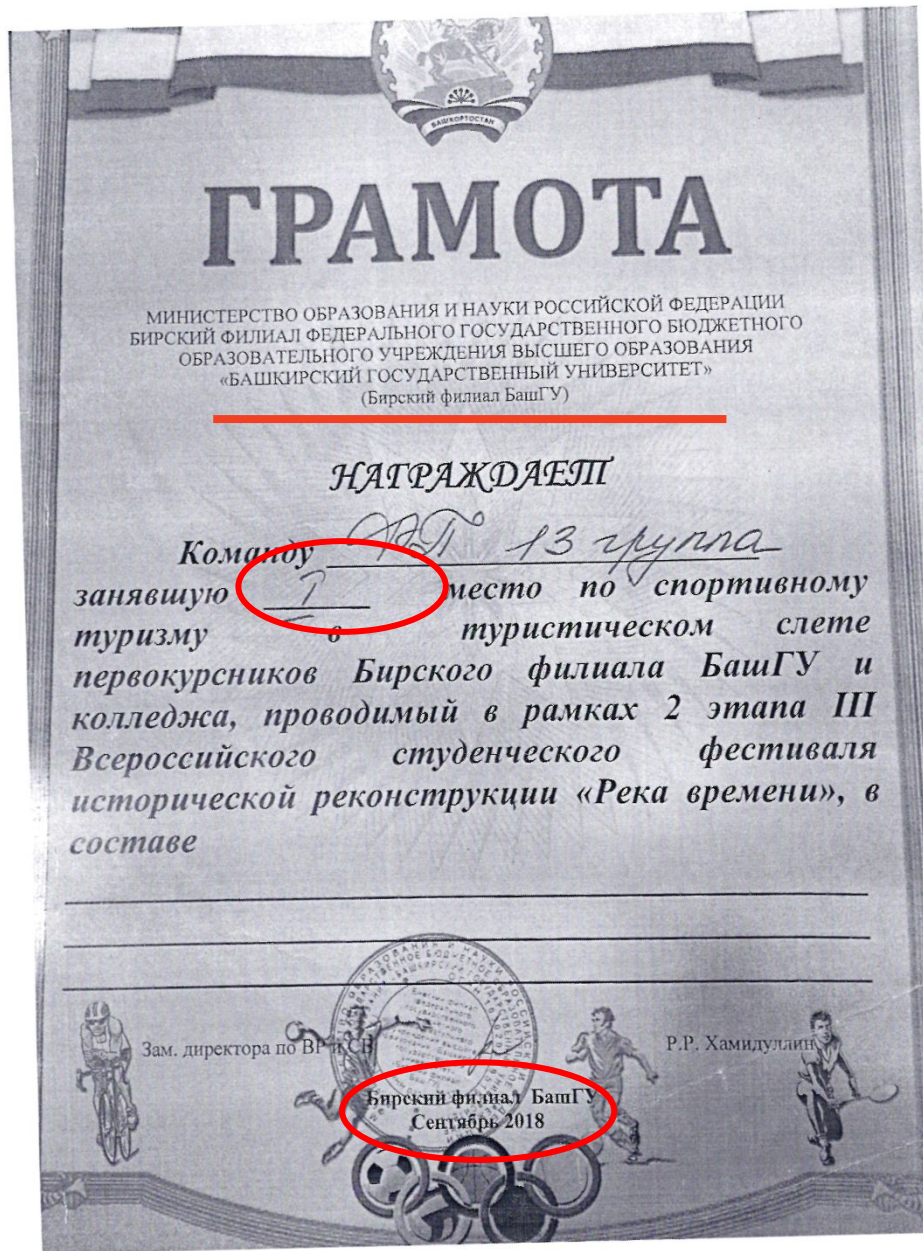 БАШКОРТОСТАН
ГРАМОТА
МИНИСТЕРСТВО ОБРАЗОВАНИЯ И НАУКИ РОССИЙСКОЙ ФЕДЕРАЦИИ
БИРСКИЙ ФИЛИАЛ ФЕДЕРАЛЬНОГО ГОСУДАРСТВЕННОГО БЮДЖЕТНОГО
ОБРАЗОВАТЕЛЬНОГО УЧРЕЖДЕНИЯ ВЫСШЕГО ОБРАЗОВАНИЯ
«БАШКИРСКИЙ ГОСУДАРСТВЕННЫЙ УНИВЕРСИТЕТ»
(Бирский филиал БашГУ)
НАГРАЖДАЕТ
Команду 13 группа
занявшую I место по спортивному
туризму в туристическом слете
первокурсников Бирского филиала БашГУ и
колледжа, проводимый в рамках 2 этапа III
Всероссийского студенческого фестиваля
исторической реконструкции «Река времени», в
составе
Зам. директора по ВР и СВ Р.Р. Хамидуллин
Бирский филиал БашГУ
Сентябрь 2018